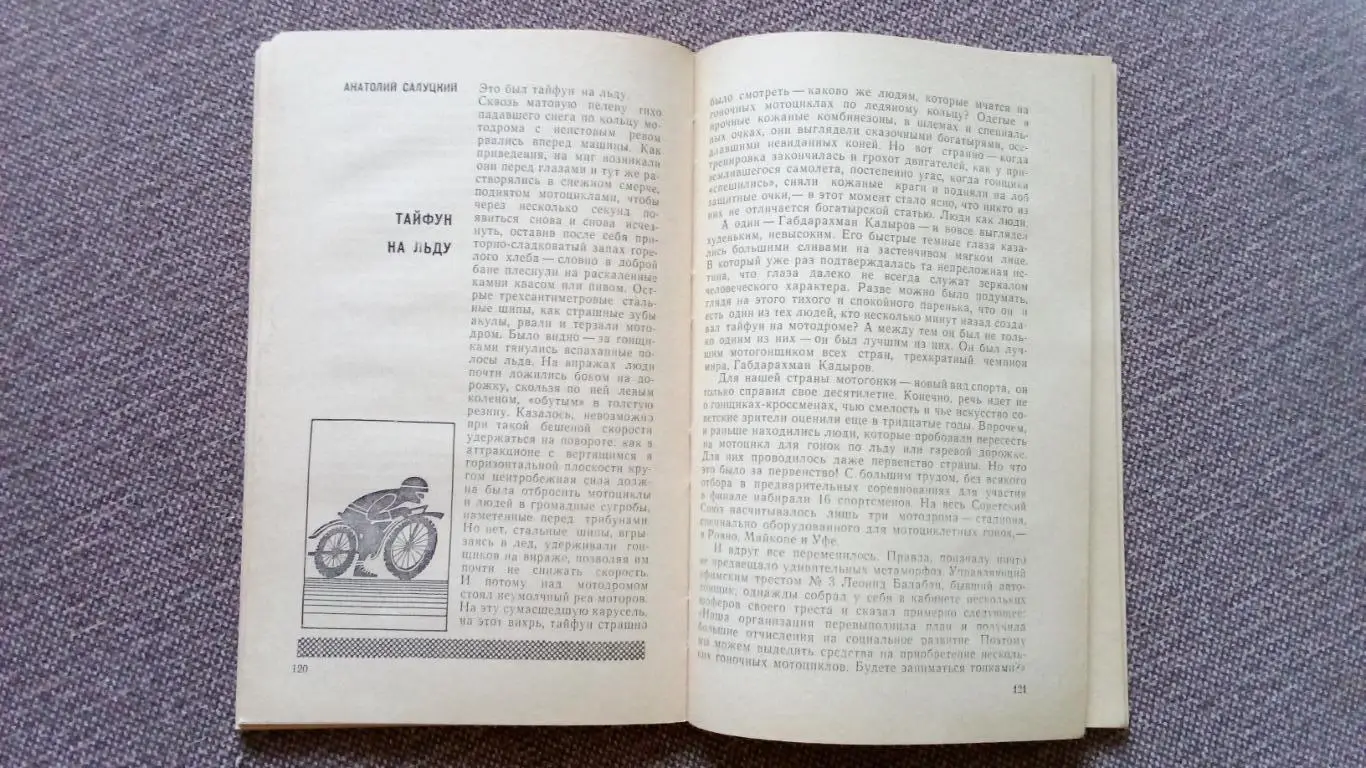 АНАТОЛИЙ САЛУЦКИЙ
ТАЙФУН
НА ЛЬДУ
Это был тайфун на льду.
Сквозь матовую пелену тихо
падавшего снега по кольцу мо-
тодрома с неистовым ревом
рвались вперед машины. Как
приведения, на миг возникали
они перед глазами и тут же ра-
створялись в снежном смерче,
поднятом мотоциклами, чтобы
через несколько секунд по-
явиться снова и снова исчез-
нуть, оставив после себя при-
торно-сладковатый запах горе-
лого хлеба — словно в доброй
бане плеснули на раскаленные
камни квасом или пивом. Ост-
рые трехсантиметровые сталь-
ные шипы, как страшные зубы
акулы, рвали и терзали мото-
дром. Было видно — за гонщи-
ками тянулись вспаханные по-
лосы льда. На виражах люди
почти ложились боком на до-
рожку, скользя по ней левым
коленом, «обутым» в толстую
резину. Казалось, невозможно
при такой бешеной скорости
удержаться на повороте: как в
аттракционе с вертящимся в
горизонтальной плоскости кру-
гом центробежная сила долж-
на была отбросить мотоциклы
и людей в громадные сугробы,
наметенные перед трибунами.
Но нет, стальные шипы, вгры-
заясь в лед, удерживали гон-
щиков на вираже, позволяя им
почти не снижать скорость.
И потому над мотодромом
стоял неумолчный рев моторов.
На эту сумасшедшую карусель,
на этот вихрь, тайфун страшно
120
было смотреть — каково же людям, которые мчатся на
гоночных мотоциклах по ледяному кольцу? Одетые в
прочные кожаные комбинезоны, в шлемах и специаль-
ных очках, они выглядели сказочными богатырями, осе-
длавшими невиданных коней. Но вот странно — когда
тренировка закончилась и грохот двигателей, как у при-
землившегося самолета, постепенно угас, когда гонщики
«спешились», сняли кожаные краги и подняли на лоб
защитные очки, — в этот момент стало ясно, что никто из
них не отличается богатырской статью. Люди как люди.
А один — Габдарахман Кадыров — и вовсе выглядел
худеньким, невысоким. Его быстрые темные глаза каза-
лись большими сливами на застенчивом мягком лице.
В который уже раз подтверждалась та непреложная ис-
тина, что глаза далеко не всегда служат зеркалом
человеческого характера. Разве можно было подумать,
глядя на этого тихого и спокойного паренька, что он и
есть один из тех людей, кто несколько минут назад созда-
вал тайфун на мотодроме? А между тем он был не толь-
ко одним из них — он был лучшим из них. Он был луч-
шим мотогонщиком всех стран, трехкратный чемпион
мира, Габдарахман Кадыров.
Для нашей страны мотогонки — новый вид спорта, он
только справил свое десятилетие. Конечно, речь идет не
о гонщиках-кроссменах, чью смелость и чье искусство со-
ветские зрители оценили еще в тридцатые годы. Впрочем,
и раньше находились люди, которые пробовали пересесть
на мотоцикл для гонок по льду или гаревой дорожке.
Для них проводилось даже первенство страны. Но что
это было за первенство! С большим трудом, без всякого
отбора в предварительных соревнованиях для участия
в финале набирали 16 спортсменов. На весь Советский
Союз насчитывалось лишь три мотодрома — стадиона,
специально оборудованного для мотоциклетных гонок, —
в Ровно, Майкопе и Уфе.
И вдруг все переменилось. Правда, поначалу ничто
не предвещало удивительных метаморфоз. Управляющий
уфимским трестом № 3 Леонид Балабан, бывший авто-
гонщик, однажды собрал у себя в кабинете нескольких
шоферов своего треста и сказал примерно следующее:
«Наша организация перевыполнила план и получила
большие отчисления на социальное развитие Поэтому
мы можем выделить средства на приобретение несколь-
ких гоночных мотоциклов. Будете заниматься гонками?»
121